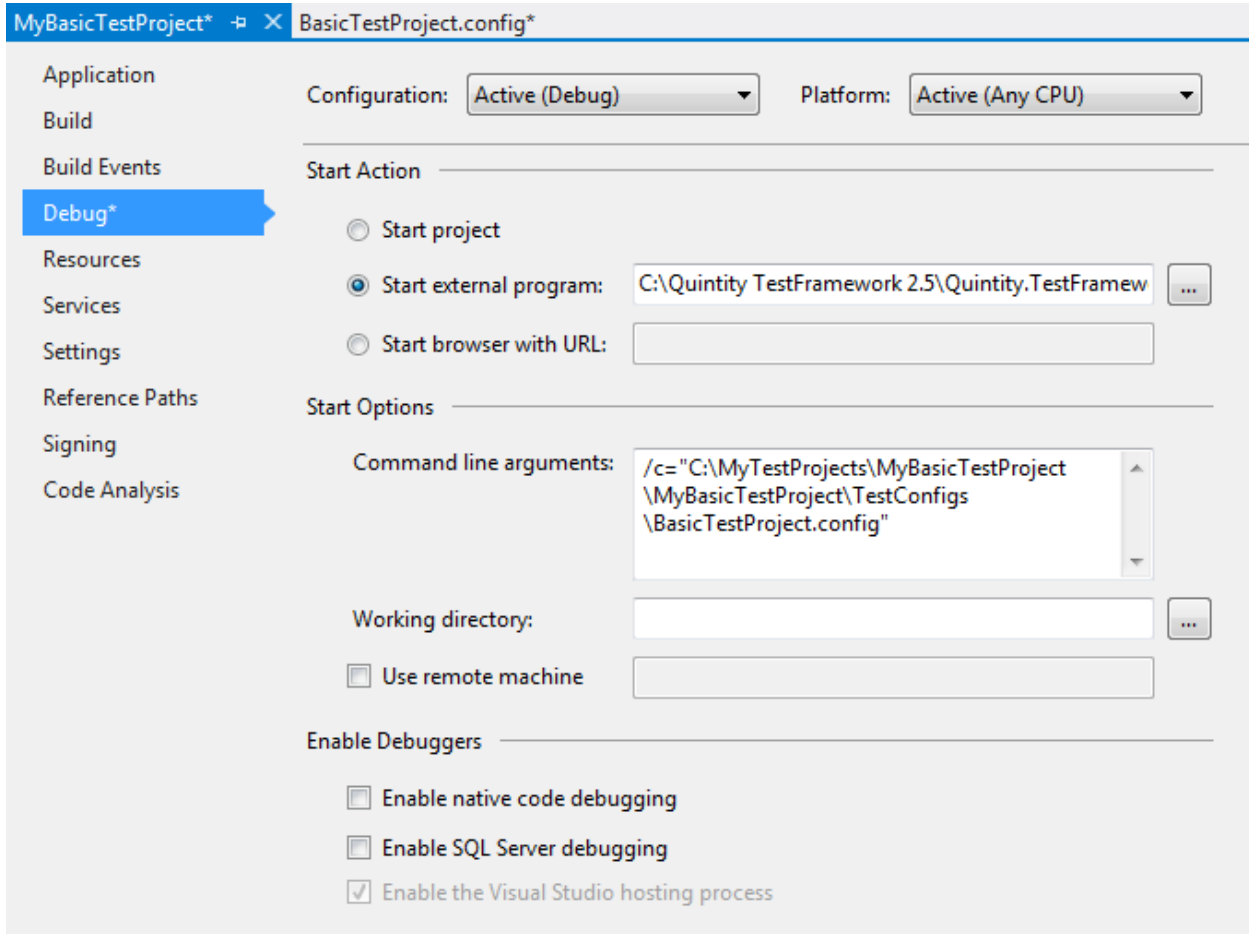 MyBasicTestProject* BasicTestProject.config*
Application
Build
Build Events
Debug*
Resources
Services
Settings
Reference Paths
Signing
Code Analysis
Configuration: Active (Debug) Platform: Active (Any CPU)
Start Action
Start project
Start external program: C:\Quintity TestFramework 2.5\Quintity.TestFramew
...
Start browser with URL:
Start Options
Command line arguments: /c="C:\MyTestProjects\MyBasicTestProject
\MyBasicTestProject\TestConfigs
\BasicTestProject.config"
Working directory:
...
Use remote machine
Enable Debuggers
Enable native code debugging
Enable SQL Server debugging
Enable the Visual Studio hosting process